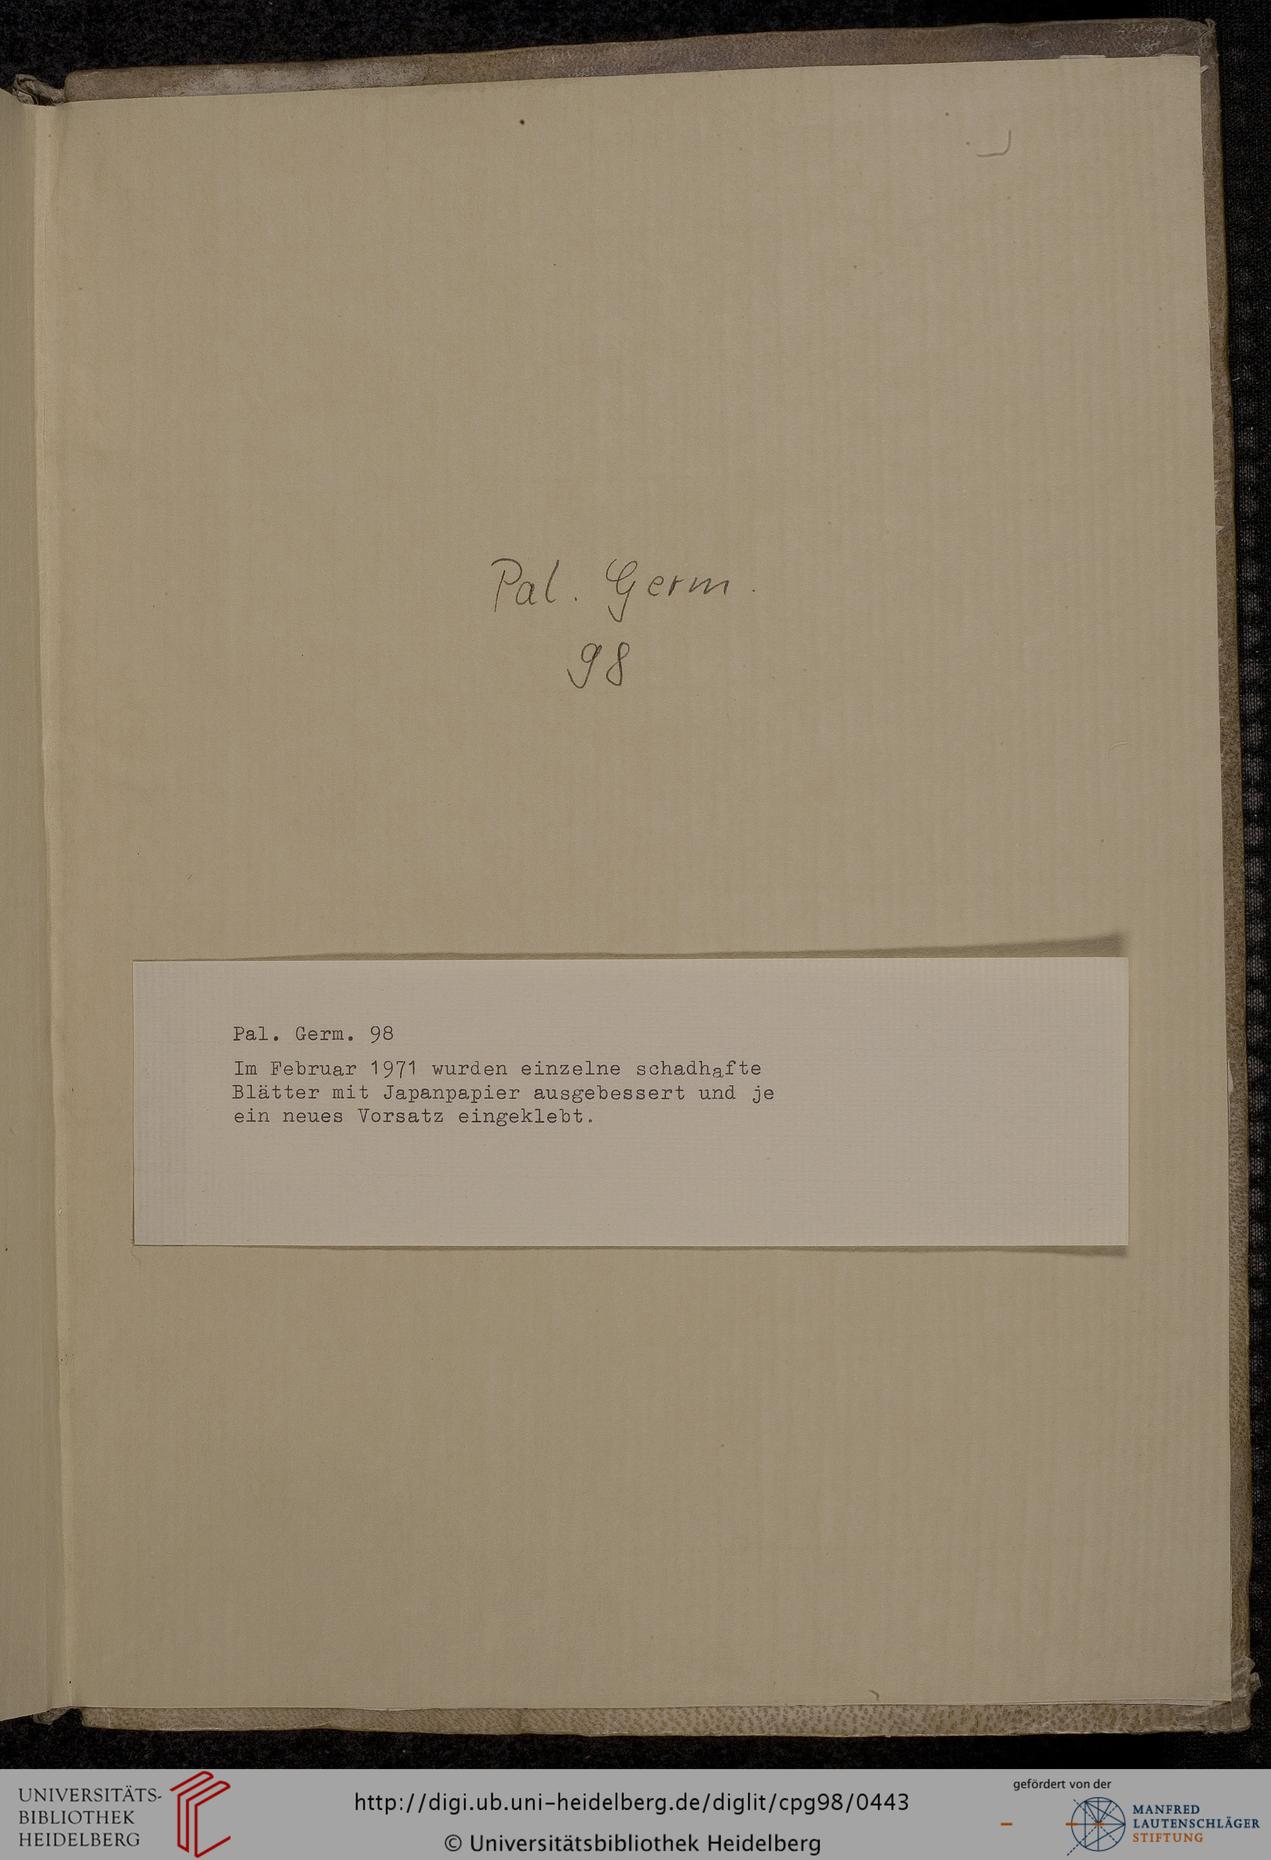 Pal. Germ.
98
Pal. Germ. 98
Im Februar 1971 wurden einzelne schadhafte
Blätter mit Japanpapier ausgebessert und je
ein neues Vorsatz eingeklebt.
UNIVERSITÄTS-
BIBLIOTHEK
HEIDELBERG
http://digi.ub.uni-heidelberg.de/diglit/cpg98/0443
© Universitätsbibliothek Heidelberg
gefördert von der
MANFRED
LAUTENSCHLÄGER
STIFTUNG